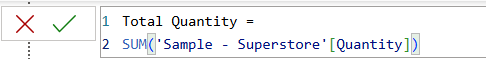 1 Total Quantity =
2 SUM('Sample - Superstore'[Quantity])